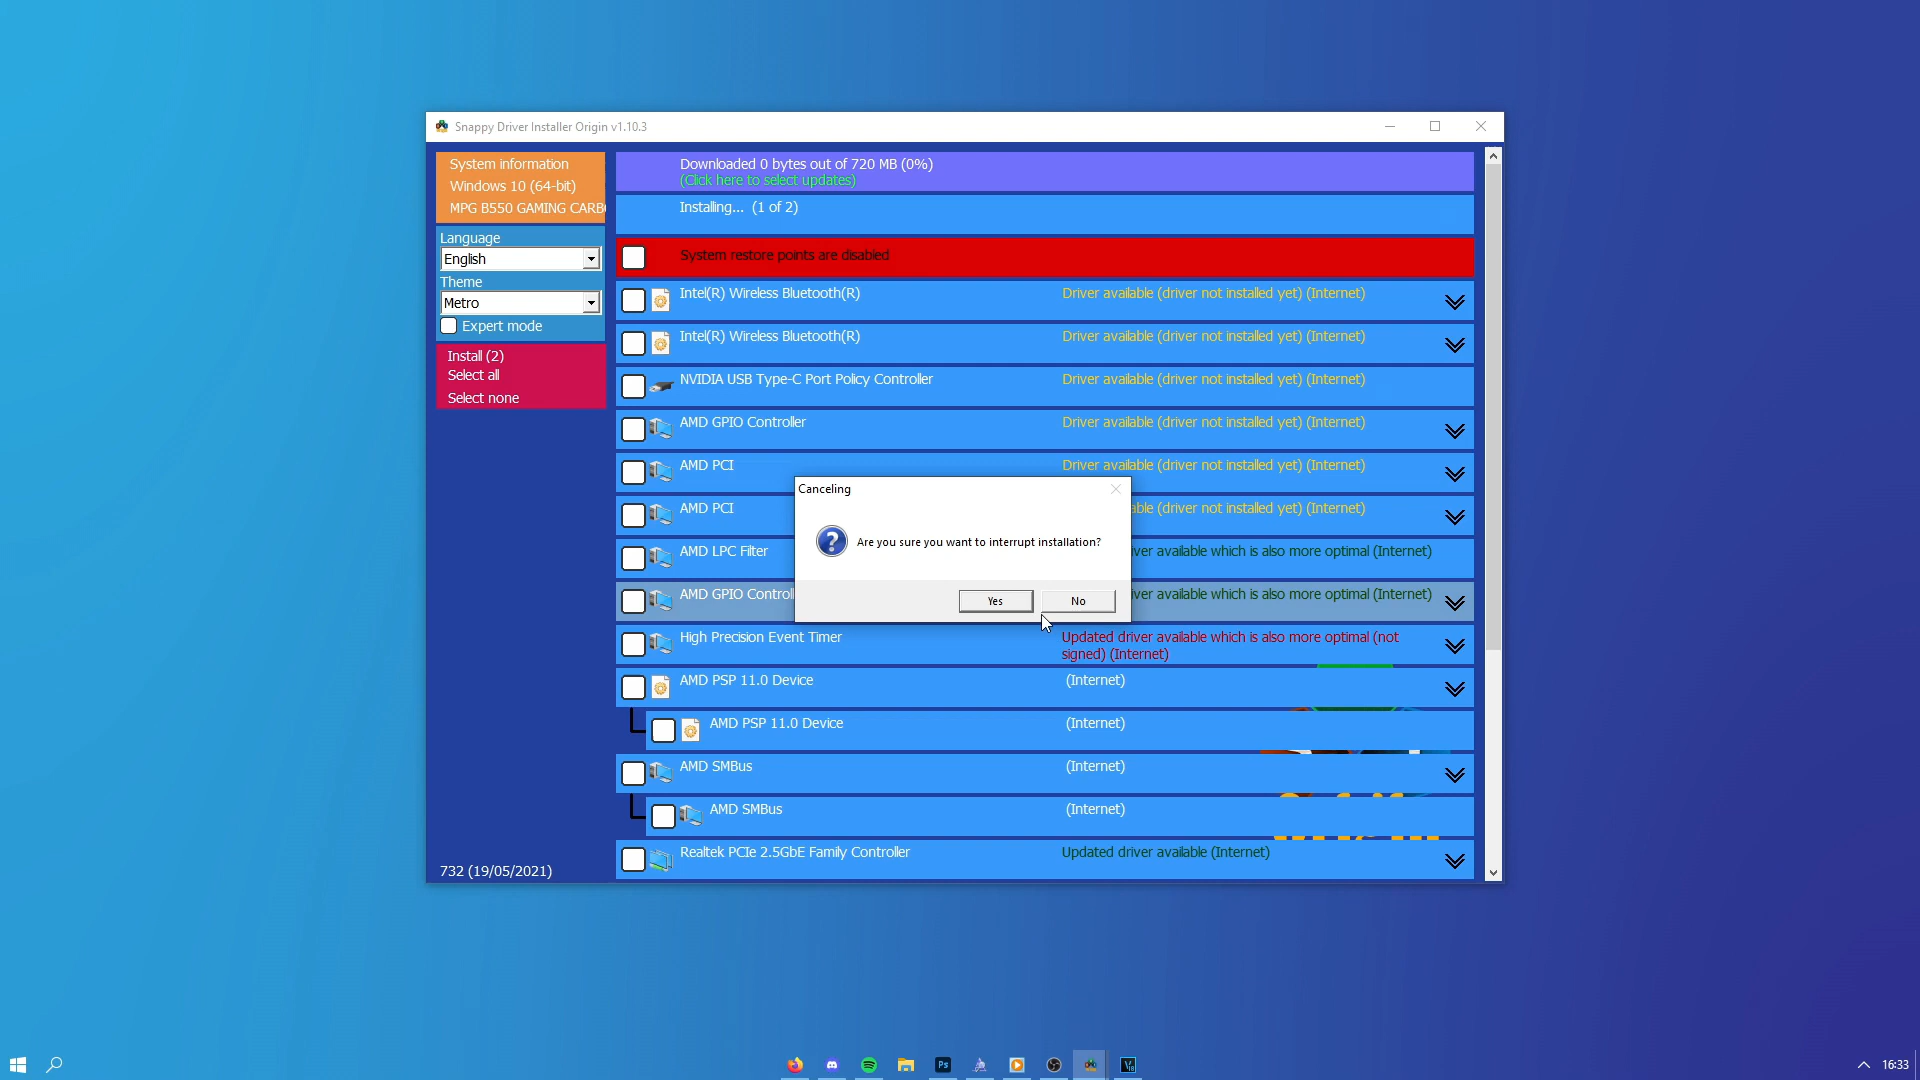 Snappy Driver Installer Origin v1.10.3
System information
Windows 10 (64-bit)
MPG B550 GAMING CARB
Language
English
Theme
Metro
Expert mode
Install (2)
Select all
Select none
732 (19/05/2021)
Downloaded 0 bytes out of 720 MB (0%)
(Click here to select updates)
Installing... (1 of 2)
System restore points are disabled
Intel(R) Wireless Bluetooth(R) Driver available (driver not installed yet) (Internet)
Intel(R) Wireless Bluetooth(R) Driver available (driver not installed yet) (Internet)
NVIDIA USB Type-C Port Policy Controller Driver available (driver not installed yet) (Internet)
AMD GPIO Controller Driver available (driver not installed yet) (Internet)
AMD PCI Driver available (driver not installed yet) (Internet)
AMD PCI able (driver not installed yet) (Internet)
AMD LPC Filter ver available which is also more optimal (Internet)
AMD GPIO Control ver available which is also more optimal (Internet)
High Precision Event Timer Updated driver available which is also more optimal (not
signed) (Internet)
AMD PSP 11.0 Device (Internet)
AMD PSP 11.0 Device (Internet)
AMD SMBus (Internet)
AMD SMBus (Internet)
Realtek PCIe 2.5GbE Family Controller Updated driver available (Internet)
Canceling
Are you sure you want to interrupt installation?
Yes No
Ps
16:33